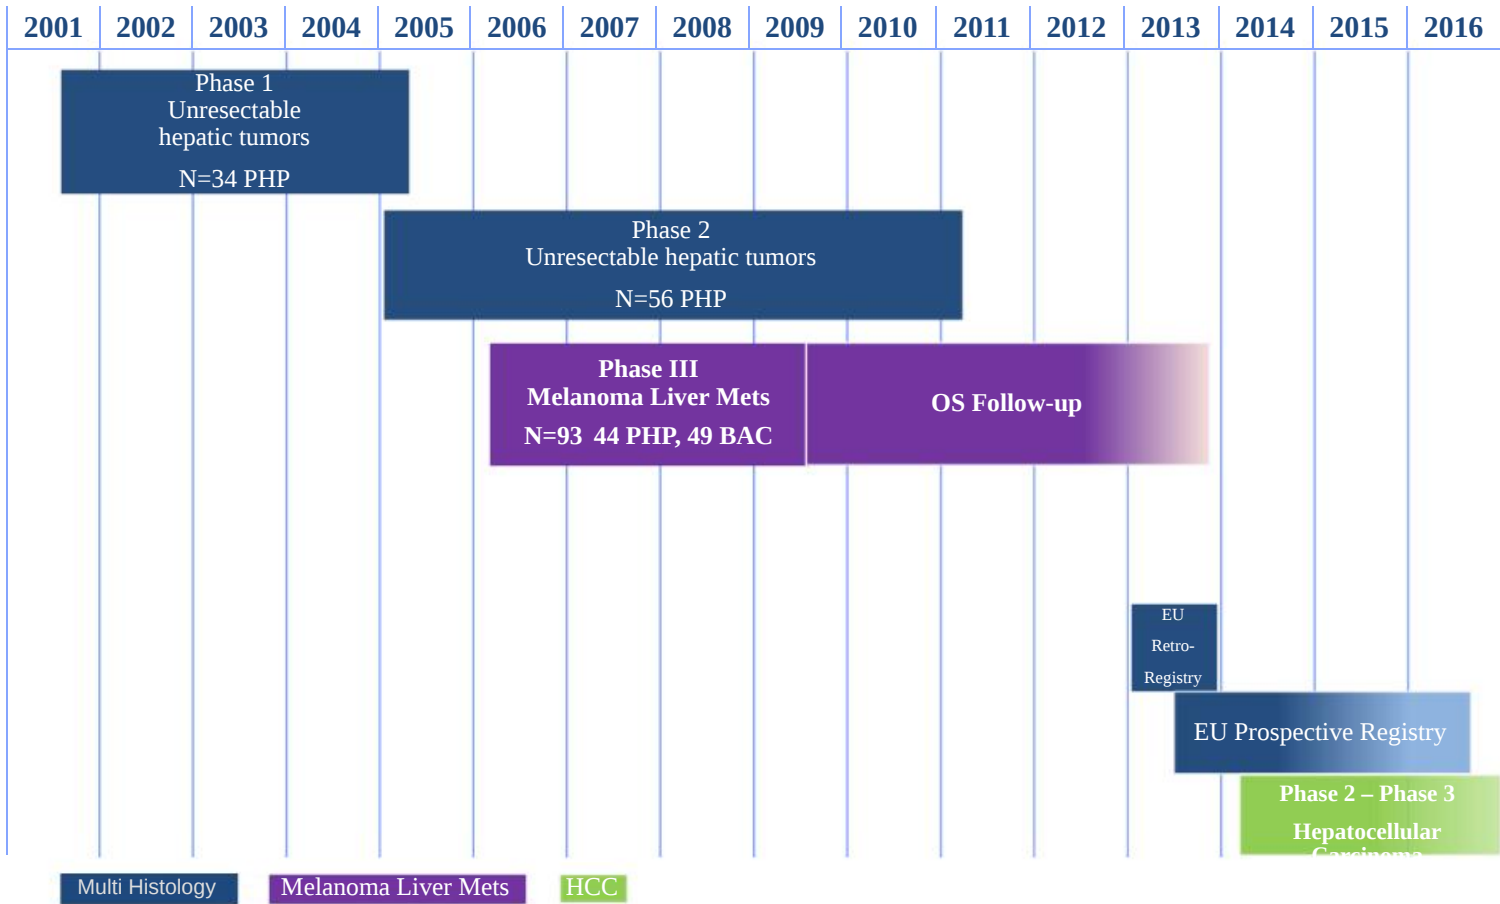 2001 2002 2003 2004 2005 2006 2007 2008 2009 2010 2011 2012 2013 2014 2015 2016
Phase 1
Unresectable
hepatic tumors
N=34 PHP
Phase 2
Unresectable hepatic tumors
N=56 PHP
Phase III
Melanoma Liver Mets
N=93 44 PHP, 49 BAC
OS Follow-up
EU
Retro-
Registry
EU Prospective Registry
Phase 2 – Phase 3
Hepatocellular
Carcinoma
Multi Histology
Melanoma Liver Mets
HCC